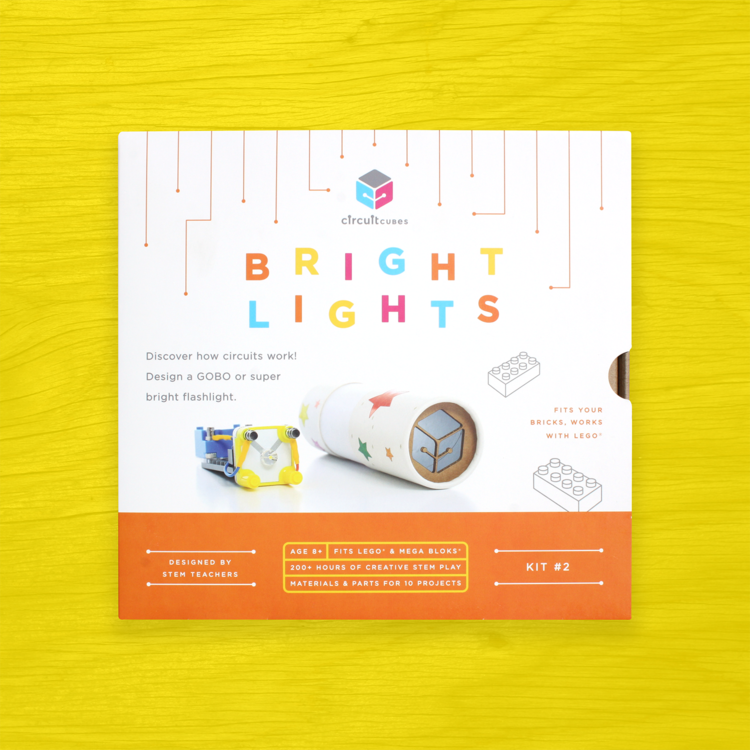 circuit CUBES
BRIGHT
LIGHTS
Discover how circuits work!
Design a GOBO or super
bright flashlight.
FITS YOUR
BRICKS, WORKS
WITH LEGO®
DESIGNED BY
STEM TEACHERS
AGE 8+ FITS LEGO® & MEGA BLOKS®
200+ HOURS OF CREATIVE STEM PLAY
MATERIALS & PARTS FOR 10 PROJECTS
KIT #2